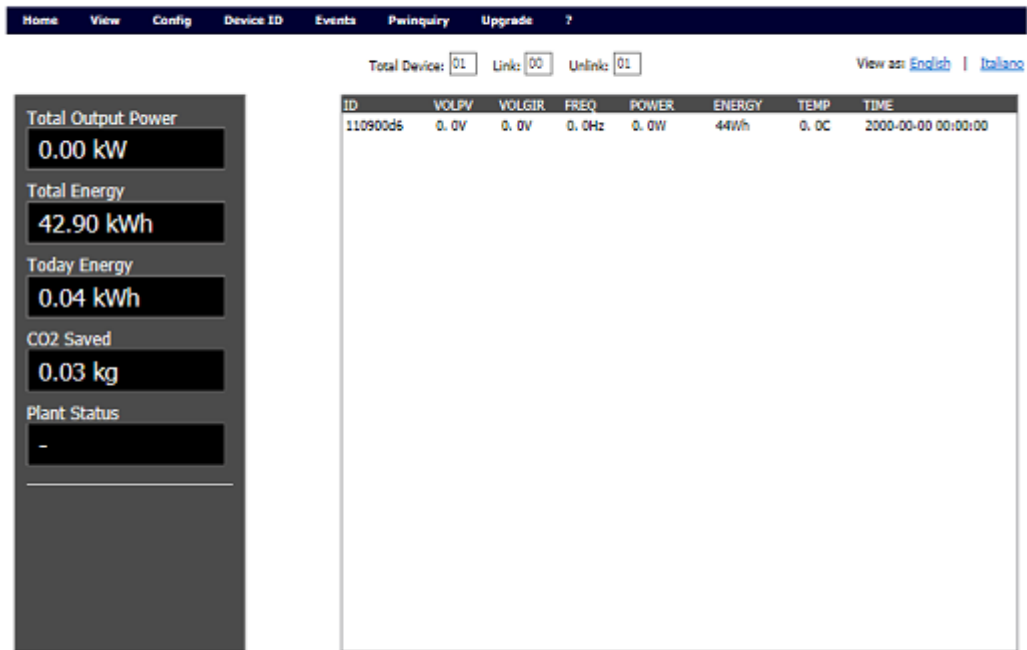 Home View Config Device ID Events Pwinquiry Upgrade ?
Total Device: 01 Link: 00 Unlink: 01 View as: English | Italiano
Total Output Power
0.00 kW
Total Energy
42.90 kWh
Today Energy
0.04 kWh
CO2 Saved
0.03 kg
Plant Status
-
ID VOLPV VOLGIR FREQ POWER ENERGY TEMP TIME
110900d6 0. 0V 0. 0V 0. 0Hz 0. 0W 44Wh 0. 0C 2000-00-00 00:00:00